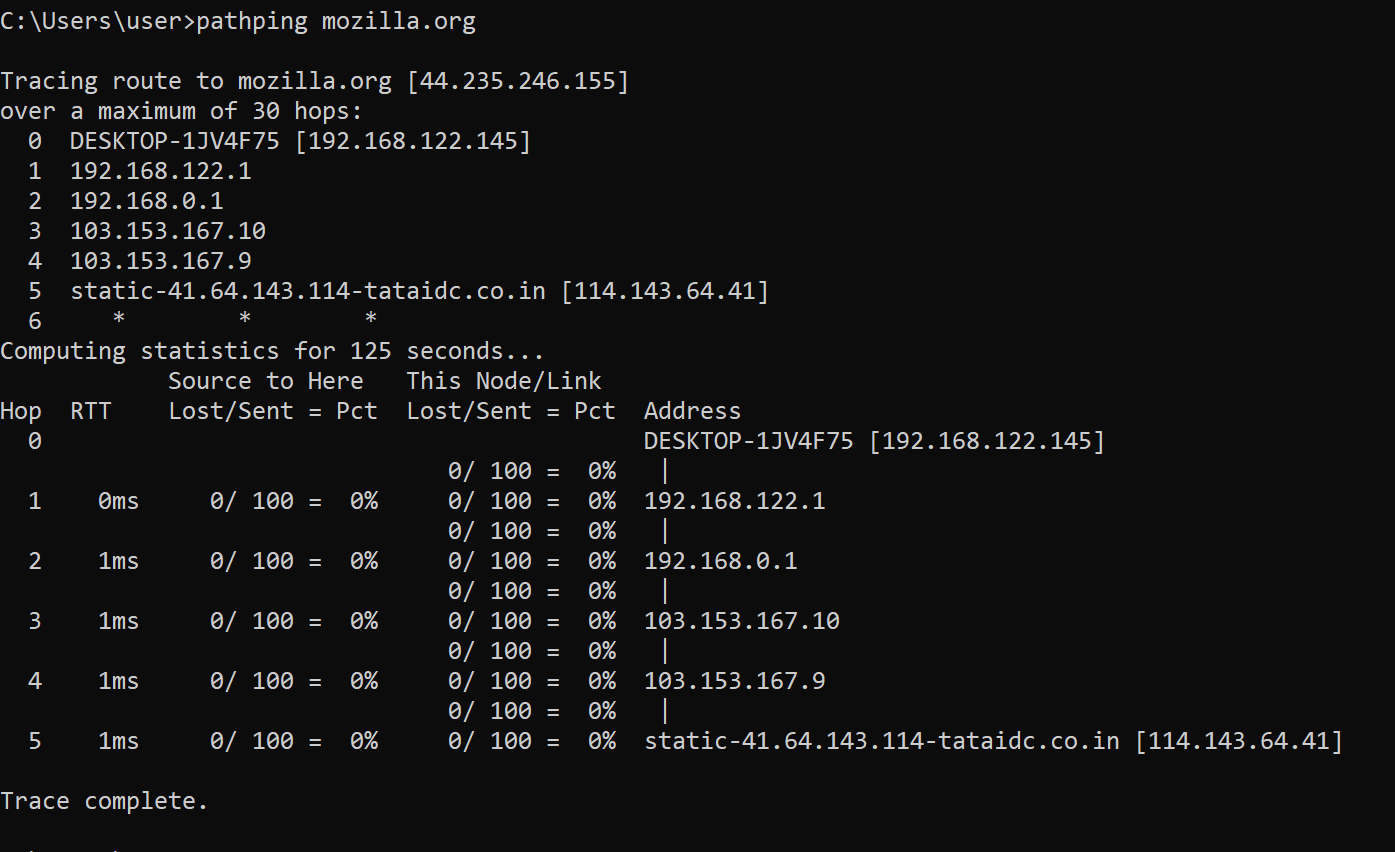 C:\Users\user>pathping mozilla.org
Tracing route to mozilla.org [44.235.246.155]
over a maximum of 30 hops:
  0  DESKTOP-1JV4F75 [192.168.122.145]
  1  192.168.122.1
  2  192.168.0.1
  3  103.153.167.10
  4  103.153.167.9
  5  static-41.64.143.114-tataidc.co.in [114.143.64.41]
  6     *        *        *
Computing statistics for 125 seconds...
            Source to Here   This Node/Link
Hop  RTT    Lost/Sent = Pct  Lost/Sent = Pct  Address
  0                                           DESKTOP-1JV4F75 [192.168.122.145]
                                0/ 100 =  0%   |
  1    0ms     0/ 100 =  0%     0/ 100 =  0%  192.168.122.1
                                0/ 100 =  0%   |
  2    1ms     0/ 100 =  0%     0/ 100 =  0%  192.168.0.1
                                0/ 100 =  0%   |
  3    1ms     0/ 100 =  0%     0/ 100 =  0%  103.153.167.10
                                0/ 100 =  0%   |
  4    1ms     0/ 100 =  0%     0/ 100 =  0%  103.153.167.9
                                0/ 100 =  0%   |
  5    1ms     0/ 100 =  0%     0/ 100 =  0%  static-41.64.143.114-tataidc.co.in [114.143.64.41]
Trace complete.